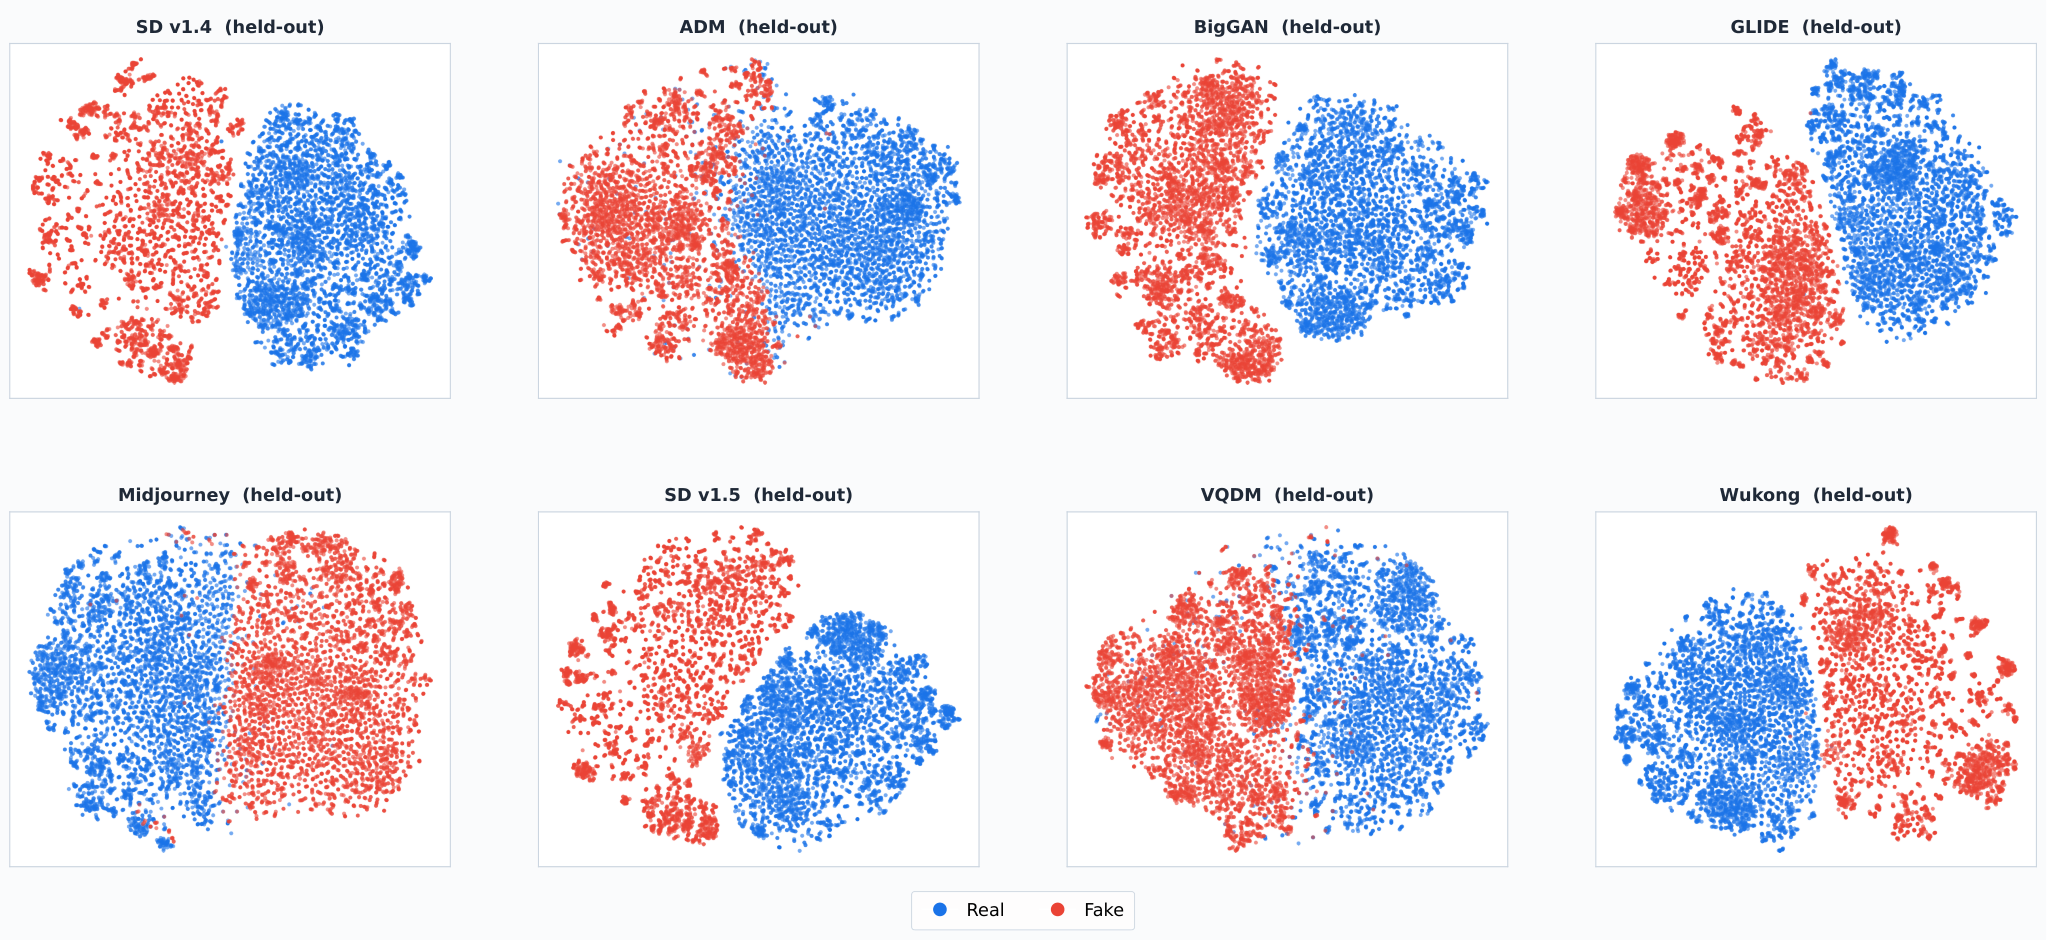 SD v1.4 (held-out)
ADM (held-out)
BigGAN (held-out)
GLIDE (held-out)
Midjourney (held-out)
SD v1.5 (held-out)
VQDM (held-out)
Wukong (held-out)
Real
Fake